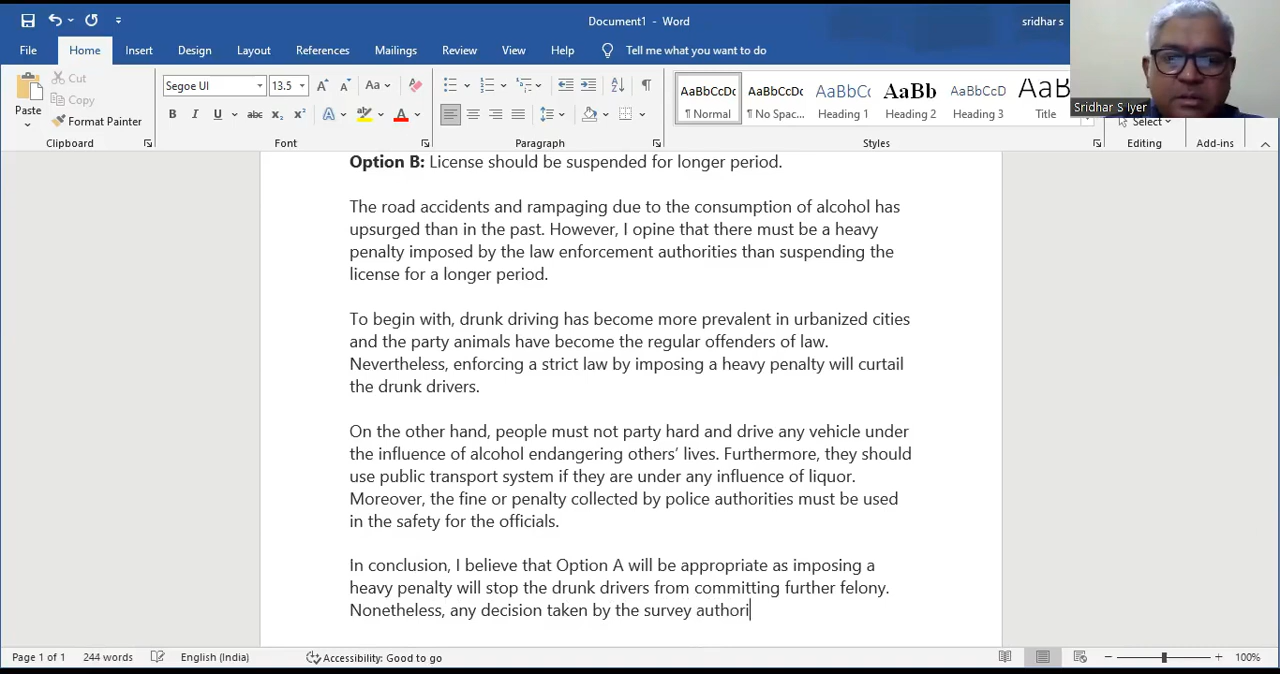 Document1 - Word
sridhar s
File Home Insert Design Layout References Mailings Review View Help Tell me what you want to do
Cut
Copy
Format Painter
Paste
Clipboard
Segoe UI 13.5
Font
Paragraph
AaBbCcDc AaBbCcDc AaBbCc AaBb AaBbCcD AaB
¶ Normal ¶ No Spac... Heading 1 Heading 2 Heading 3 Title
Styles
Sridhar S Iyer
Select
Editing
Add-ins
Option B: License should be suspended for longer period.
The road accidents and rampaging due to the consumption of alcohol has
upsurged than in the past. However, I opine that there must be a heavy
penalty imposed by the law enforcement authorities than suspending the
license for a longer period.
To begin with, drunk driving has become more prevalent in urbanized cities
and the party animals have become the regular offenders of law.
Nevertheless, enforcing a strict law by imposing a heavy penalty will curtail
the drunk drivers.
On the other hand, people must not party hard and drive any vehicle under
the influence of alcohol endangering others’ lives. Furthermore, they should
use public transport system if they are under any influence of liquor.
Moreover, the fine or penalty collected by police authorities must be used
in the safety for the officials.
In conclusion, I believe that Option A will be appropriate as imposing a
heavy penalty will stop the drunk drivers from committing further felony.
Nonetheless, any decision taken by the survey authori
Page 1 of 1 244 words English (India) Accessibility: Good to go 100%